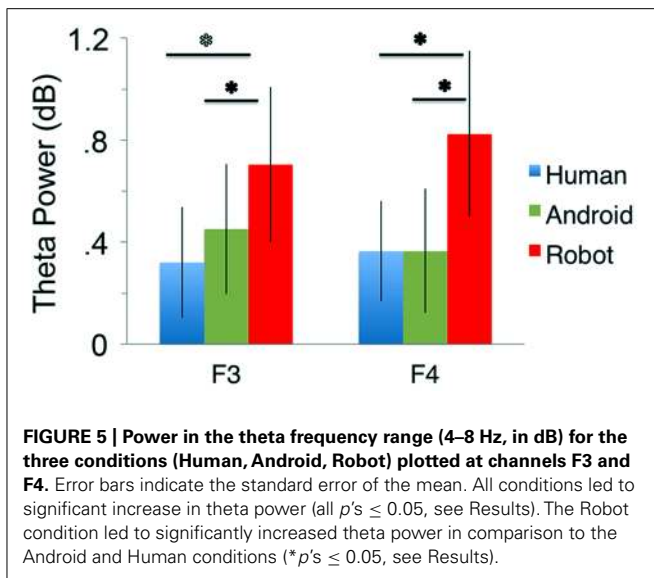 1.2
.8
.4
0
Theta Power (dB)
*
*
*
*
Human
Android
Robot
F3
F4
FIGURE 5 | Power in the theta frequency range (4–8 Hz, in dB) for the
three conditions (Human, Android, Robot) plotted at channels F3 and
F4. Error bars indicate the standard error of the mean. All conditions led to
significant increase in theta power (all p's ≤ 0.05, see Results). The Robot
condition led to significantly increased theta power in comparison to the
Android and Human conditions (*p's ≤ 0.05, see Results).